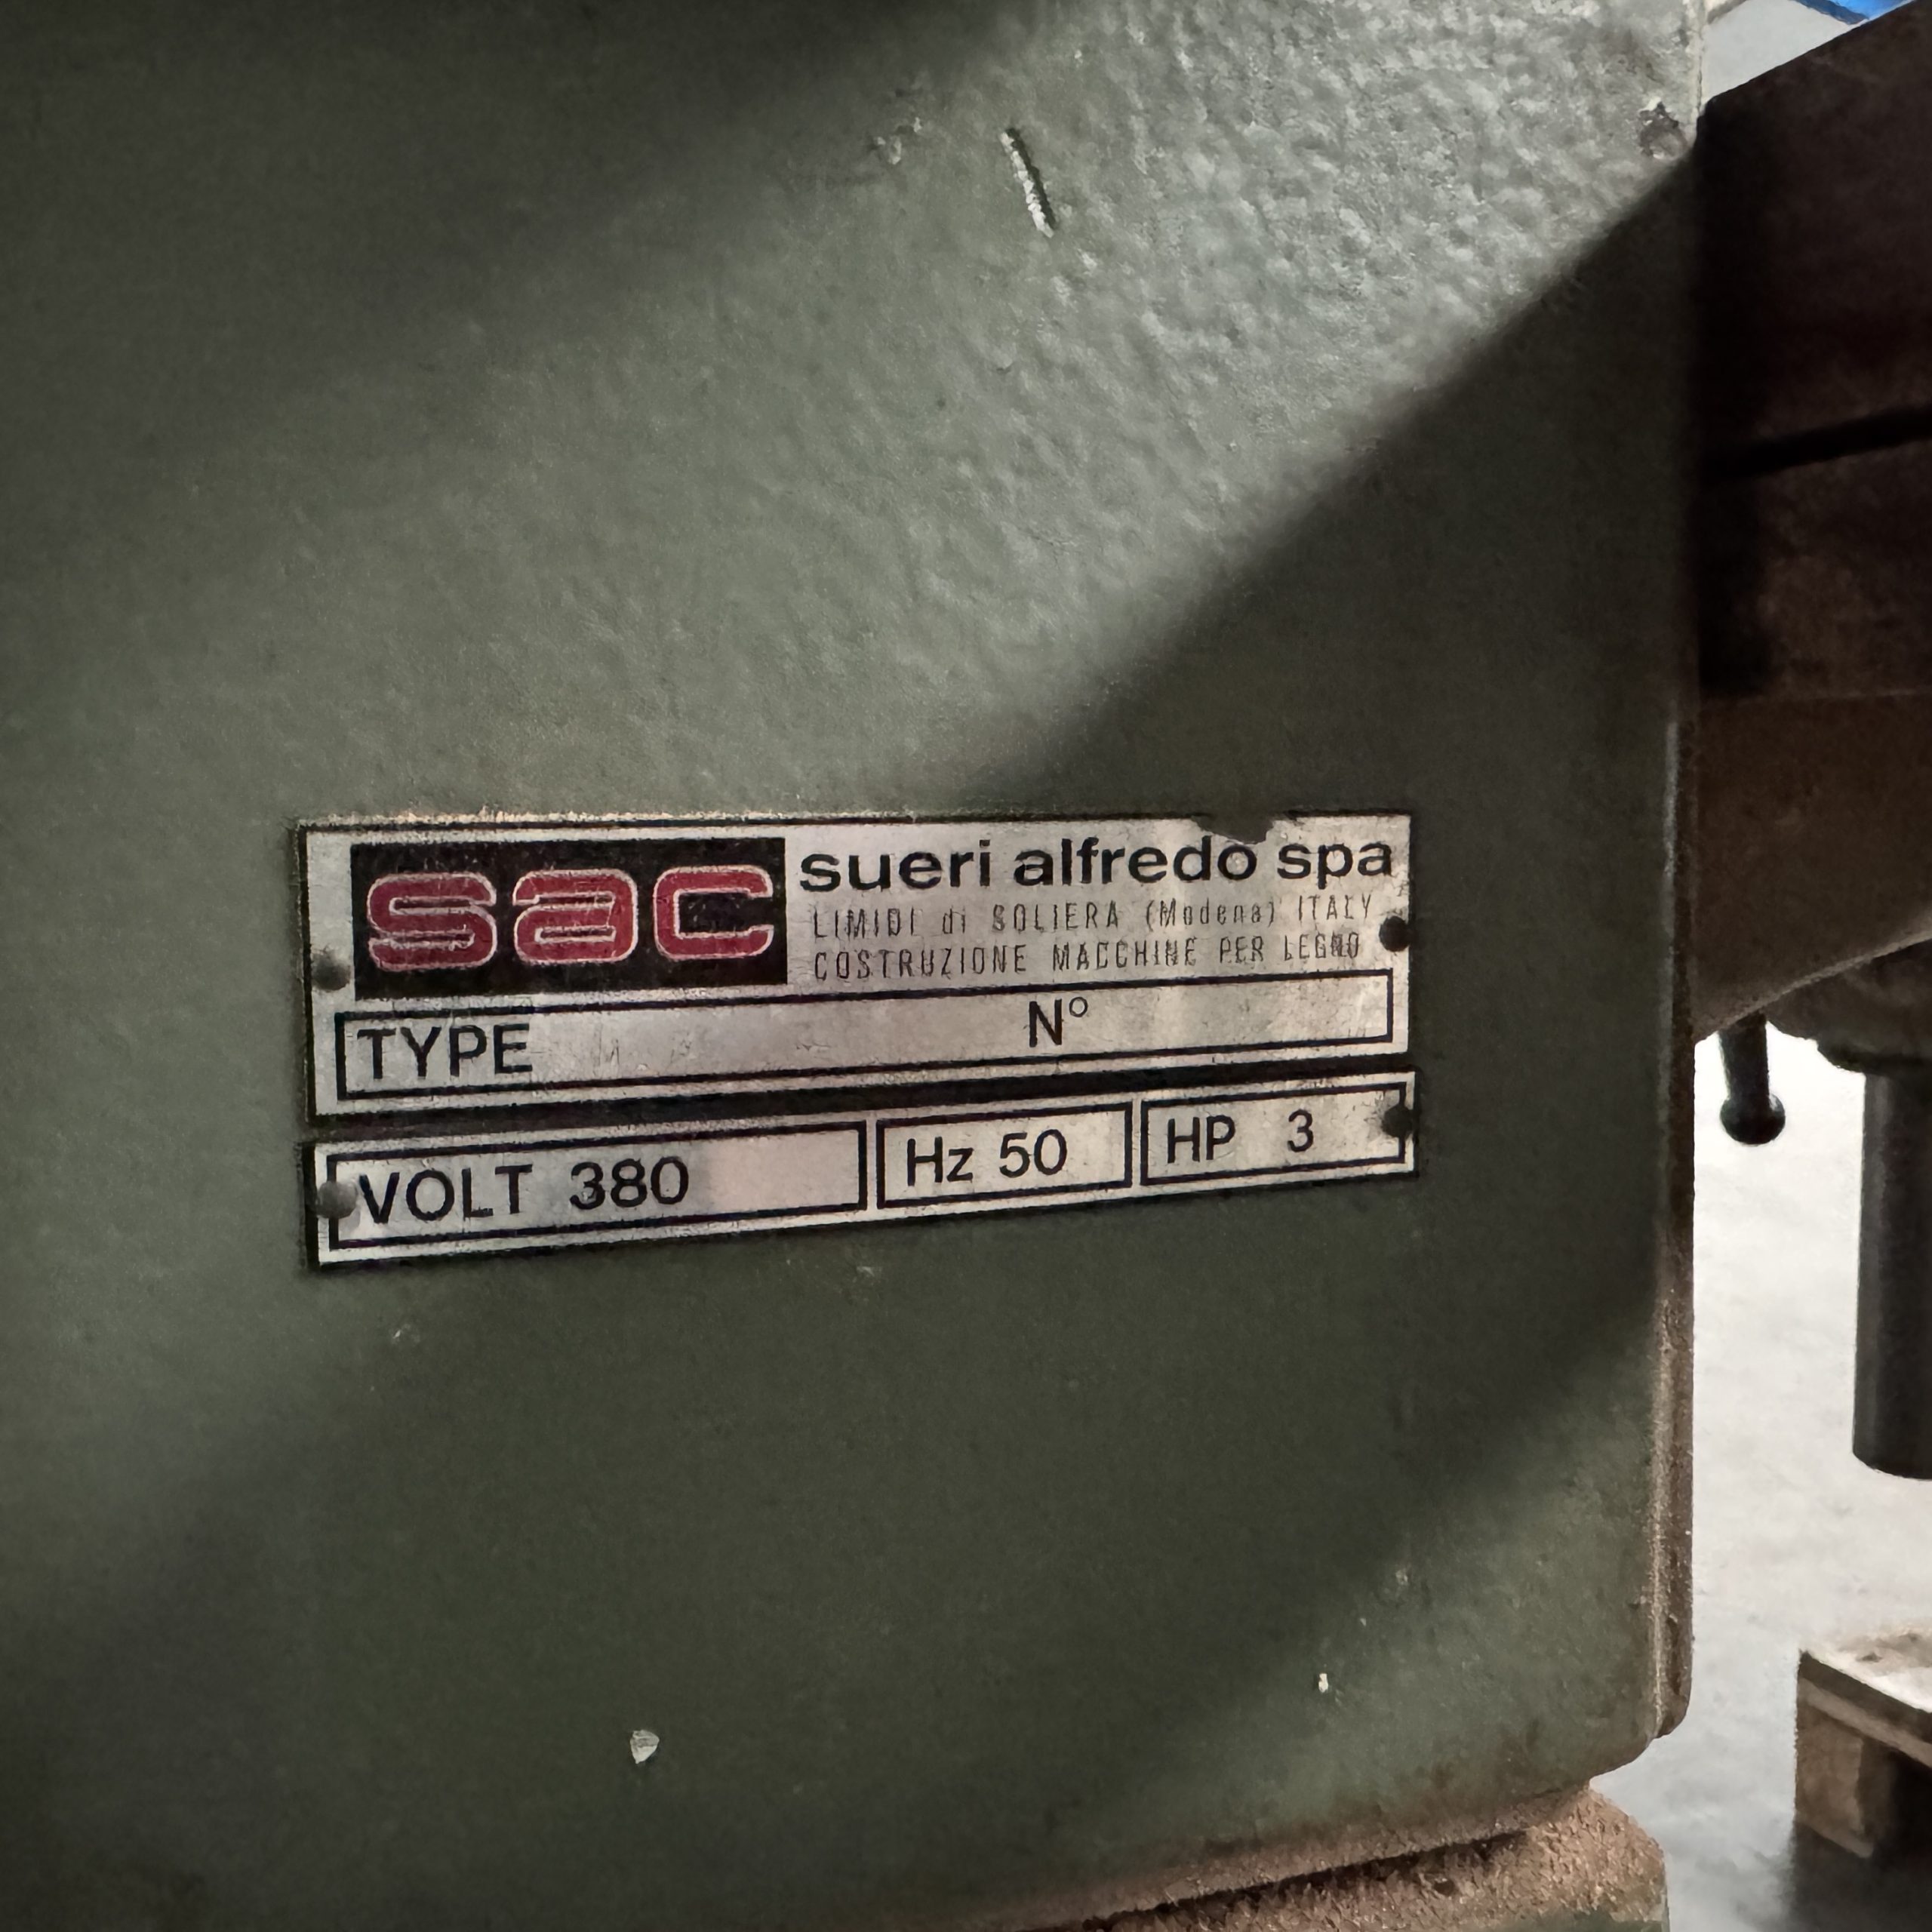 sac
sueri alfredo spa
LIMIDI di SOLIERA (Modena) ITALY
COSTRUZIONE MACCHINE PER LEGNO
TYPE N°
VOLT 380 Hz 50 HP 3